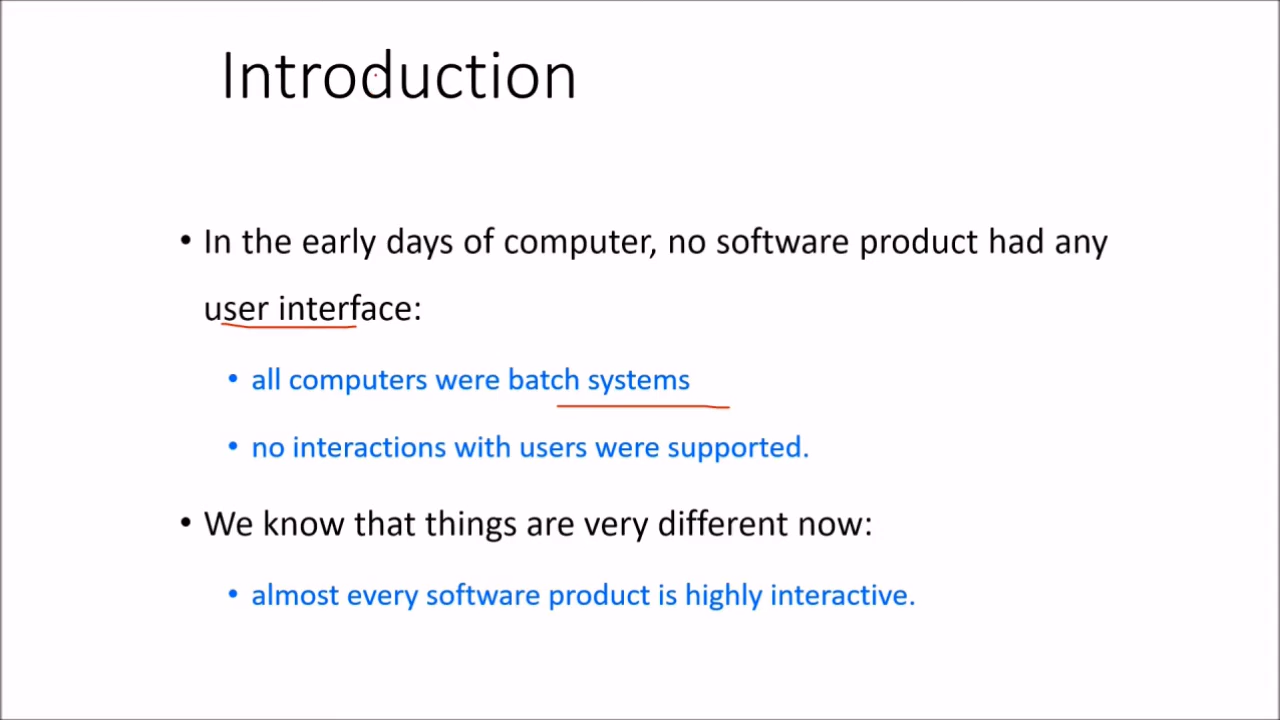 Introduction
• In the early days of computer, no software product had any
user interface:
• all computers were batch systems
• no interactions with users were supported.
• We know that things are very different now:
• almost every software product is highly interactive.